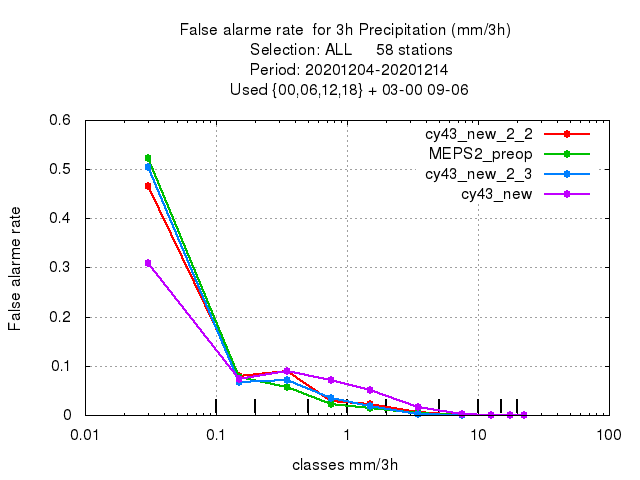 False alarme rate  for 3h Precipitation (mm/3h)
Selection: ALL     58 stations
Period: 20201204-20201214
Used {00,06,12,18} + 03-00 09-06
cy43_new_2_2
MEPS2_preop
cy43_new_2_3
cy43_new
False alarme rate
0.6
0.5
0.4
0.3
0.2
0.1
0
0.01 0.1 1 10 100
classes mm/3h